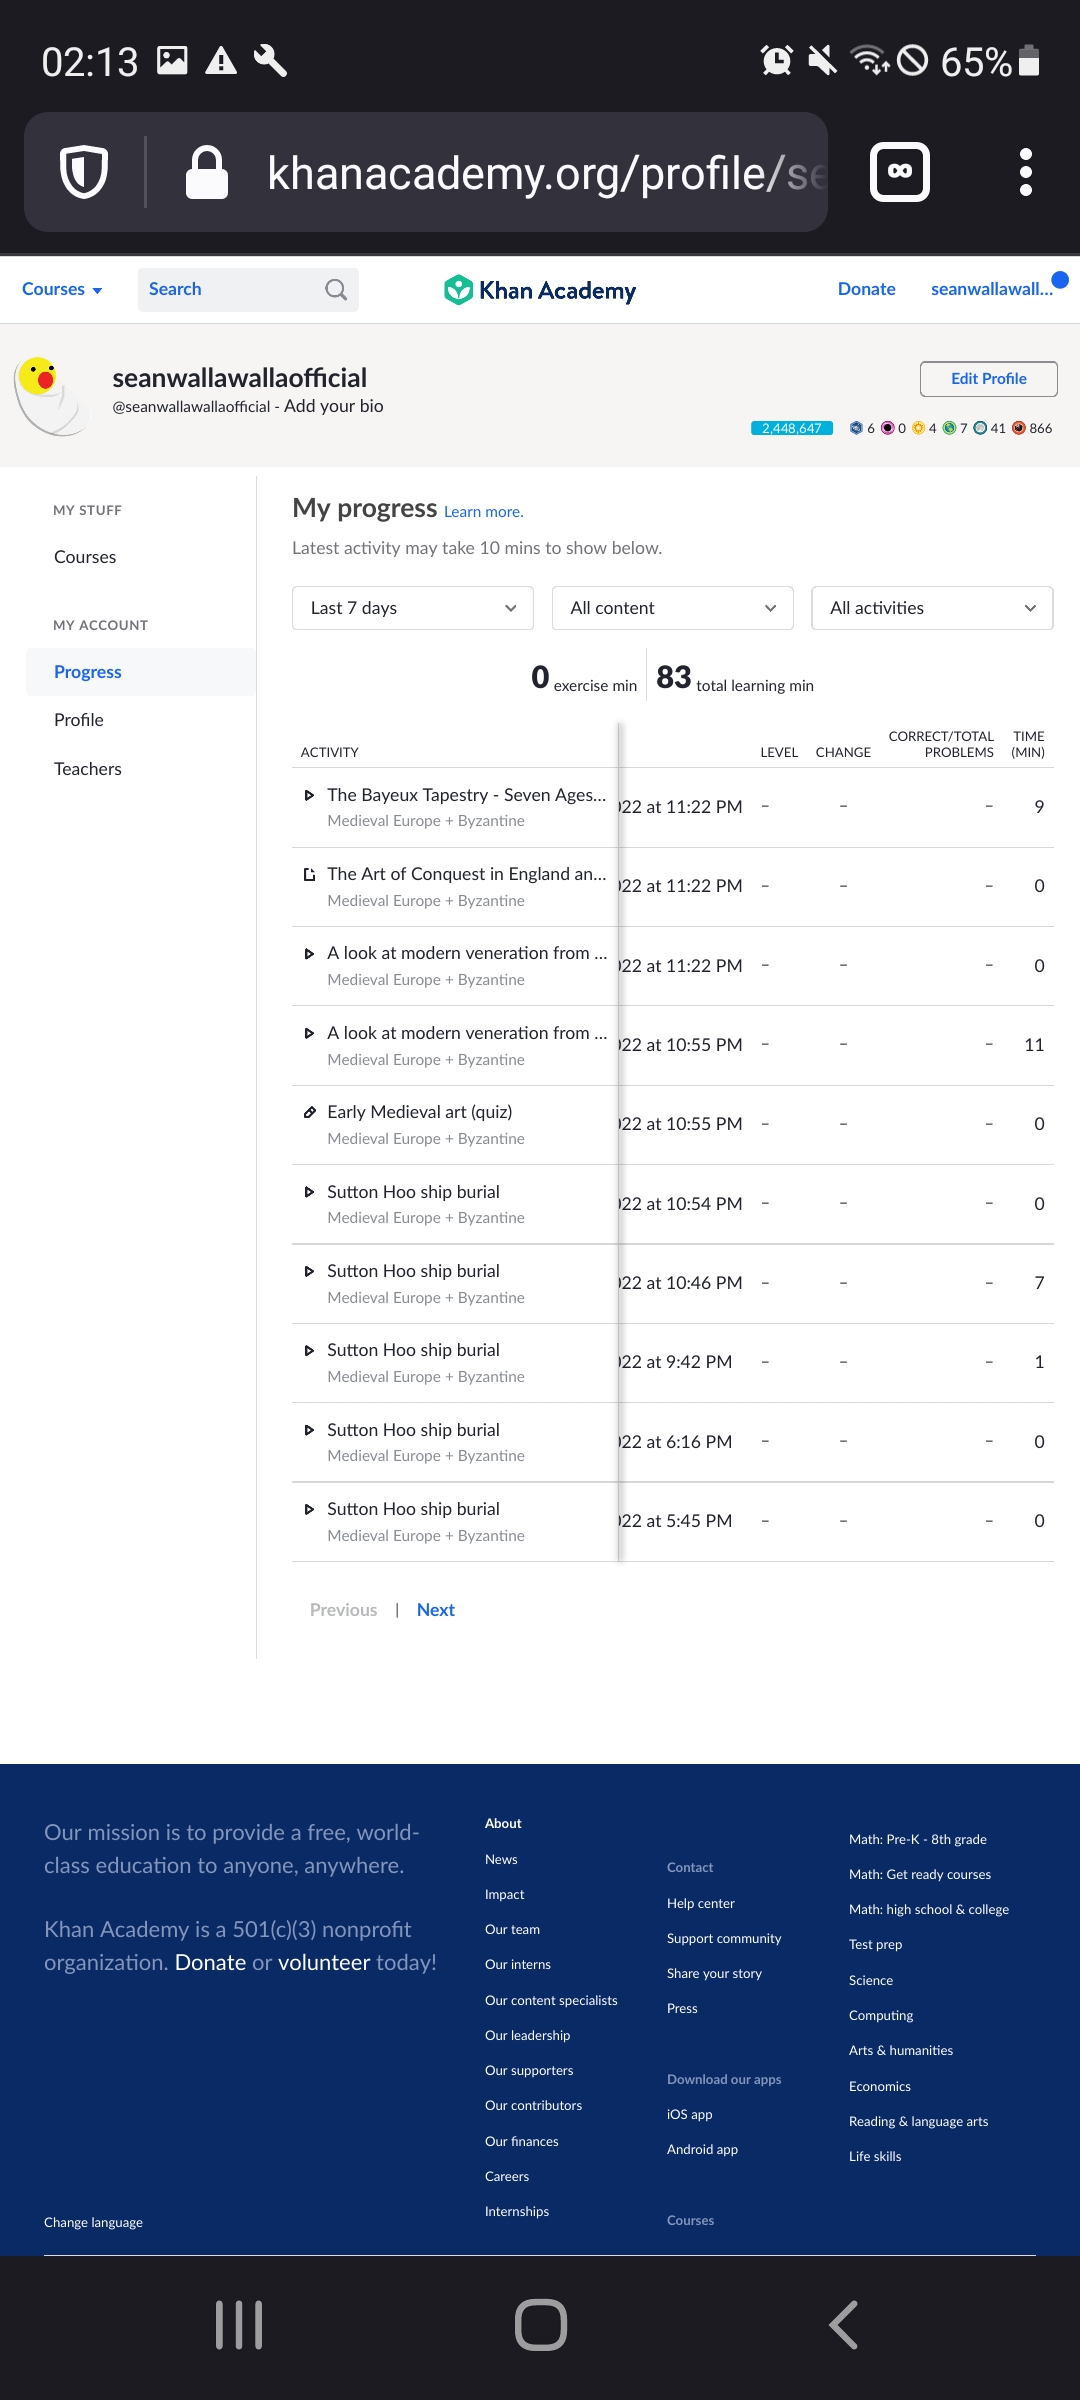 02:13
65%
khanacademy.org/profile/se
Courses
Search
Khan Academy
Donate
seanwallawall...
seanwallawallaofficial
@seanwallawallaofficial - Add your bio
Edit Profile
2,448,647 6 0 4 7 41 866
MY STUFF
Courses
MY ACCOUNT
Progress
Profile
Teachers
My progress Learn more.
Latest activity may take 10 mins to show below.
Last 7 days
All content
All activities
0 exercise min
83 total learning min
ACTIVITY LEVEL CHANGE CORRECT/TOTAL PROBLEMS TIME (MIN)
The Bayeux Tapestry - Seven Ages... 22 at 11:22 PM – – – 9
Medieval Europe + Byzantine
The Art of Conquest in England an... 22 at 11:22 PM – – – 0
Medieval Europe + Byzantine
A look at modern veneration from ... 22 at 11:22 PM – – – 0
Medieval Europe + Byzantine
A look at modern veneration from ... 22 at 10:55 PM – – – 11
Medieval Europe + Byzantine
Early Medieval art (quiz) 22 at 10:55 PM – – – 0
Medieval Europe + Byzantine
Sutton Hoo ship burial 22 at 10:54 PM – – – 0
Medieval Europe + Byzantine
Sutton Hoo ship burial 22 at 10:46 PM – – – 7
Medieval Europe + Byzantine
Sutton Hoo ship burial 22 at 9:42 PM – – – 1
Medieval Europe + Byzantine
Sutton Hoo ship burial 22 at 6:16 PM – – – 0
Medieval Europe + Byzantine
Sutton Hoo ship burial 22 at 5:45 PM – – – 0
Medieval Europe + Byzantine
Previous | Next
Our mission is to provide a free, world-
class education to anyone, anywhere.
Khan Academy is a 501(c)(3) nonprofit
organization. Donate or volunteer today!
Change language
About
News
Impact
Our team
Our interns
Our content specialists
Our leadership
Our supporters
Our contributors
Our finances
Careers
Internships
Contact
Help center
Support community
Share your story
Press
Download our apps
iOS app
Android app
Courses
Math: Pre-K - 8th grade
Math: Get ready courses
Math: high school & college
Test prep
Science
Computing
Arts & humanities
Economics
Reading & language arts
Life skills